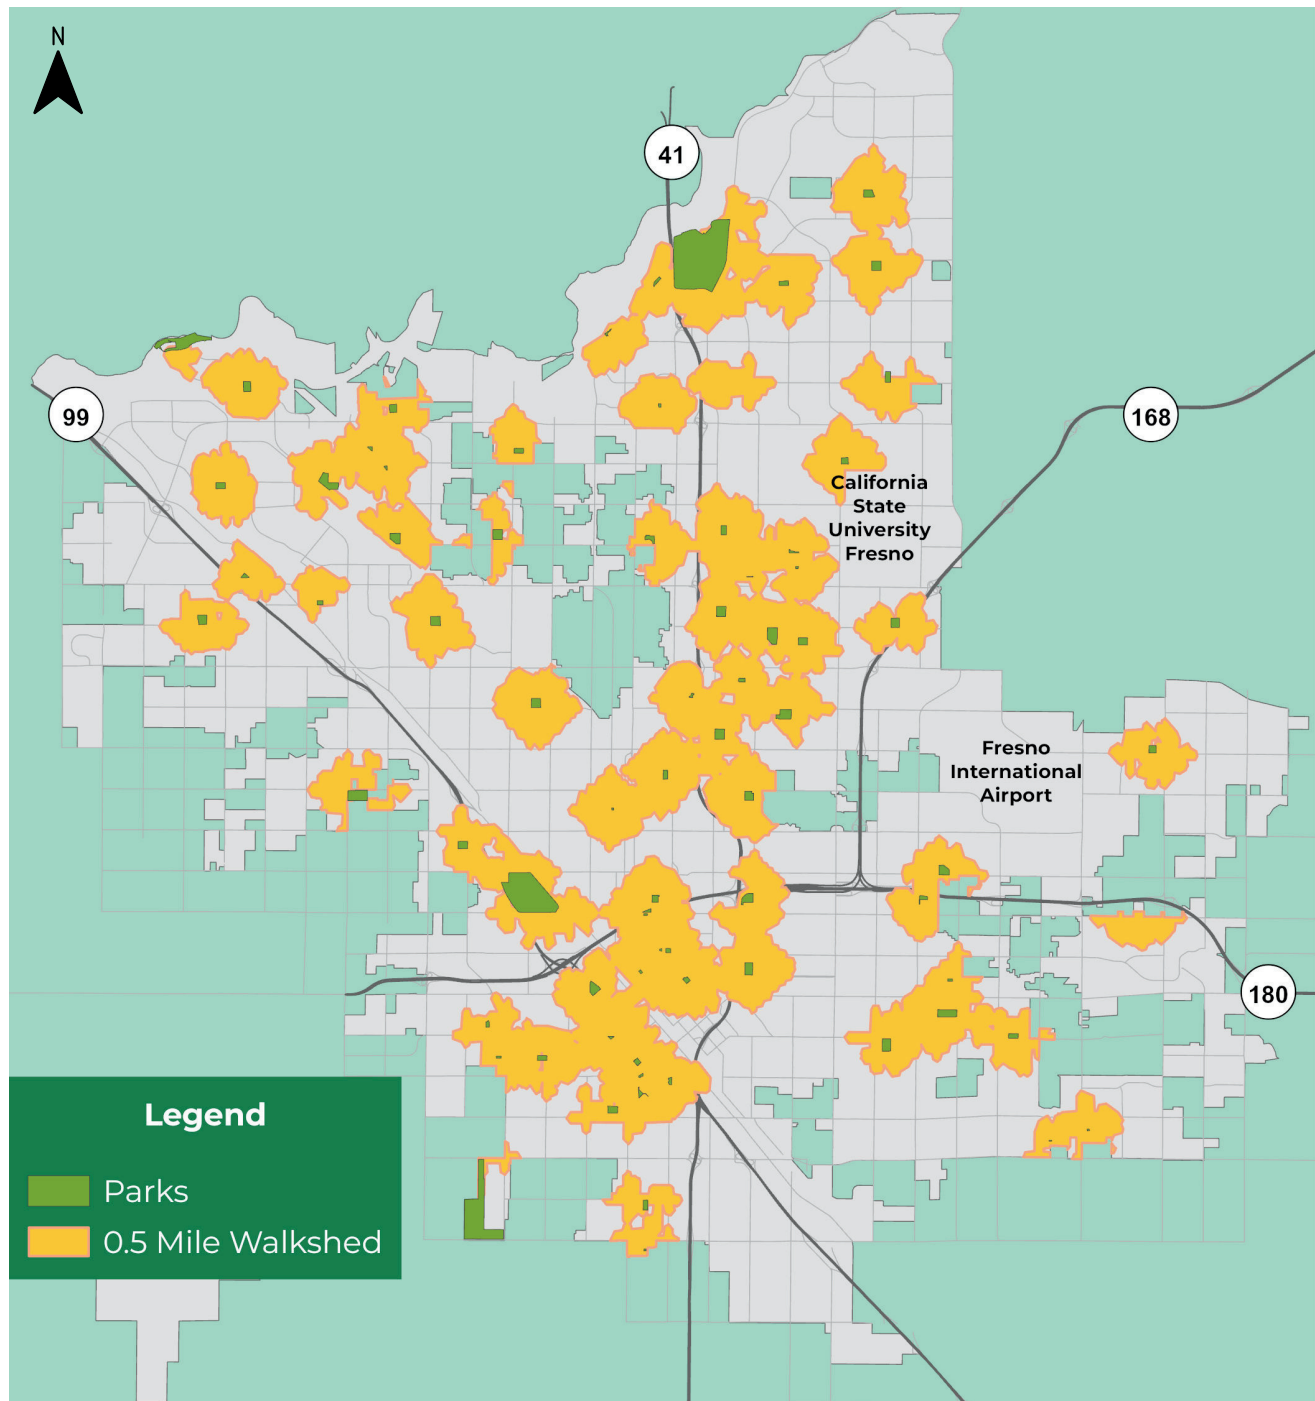 N
41
99
168
California
State
University
Fresno
Fresno
International
Airport
180
Legend
Parks
0.5 Mile Walkshed